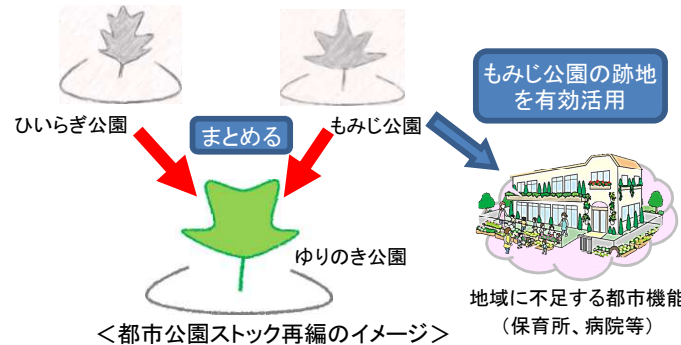 もみじ公園の跡地
を有効活用
ひいらぎ公園
まとめる
もみじ公園
ゆりのき公園
地域に不足する都市機能
（保育所、病院等）
＜都市公園ストック再編のイメージ＞